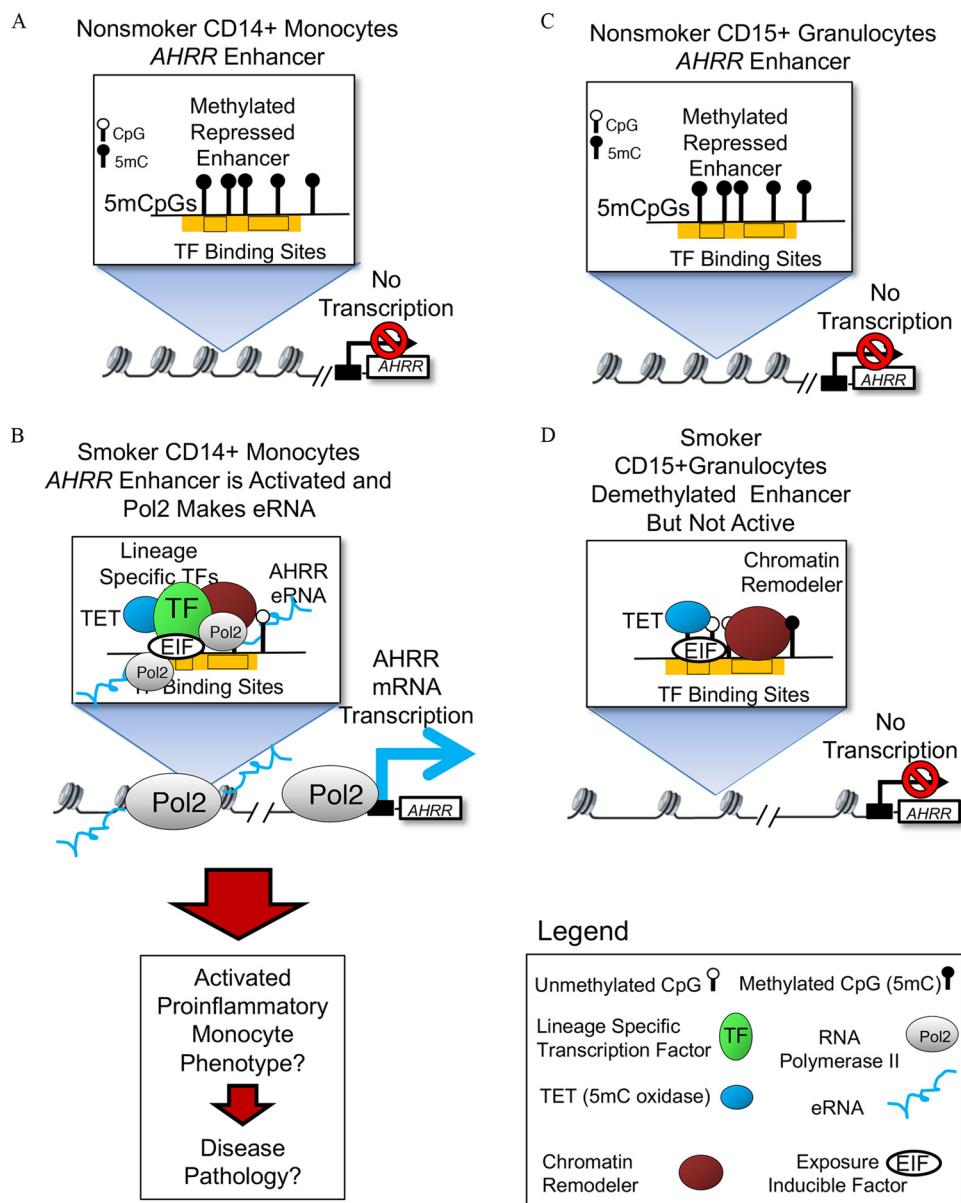 A
Nonsmoker CD14+ Monocytes
AHRR Enhancer
CpG
5mC
Methylated
Repressed
Enhancer
5mCpGs
TF Binding Sites
No
Transcription
AHRR
C
Nonsmoker CD15+ Granulocytes
AHRR Enhancer
CpG
5mC
Methylated
Repressed
Enhancer
5mCpGs
TF Binding Sites
No
Transcription
AHRR
B
Smoker CD14+ Monocytes
AHRR Enhancer is Activated and
Pol2 Makes eRNA
Lineage
Specific TFs
AHRR
eRNA
TET
TF
Pol2
EIF
Pol2
Binding Sites
AHRR
mRNA
Transcription
Pol2
Pol2
AHRR
Activated
Proinflammatory
Monocyte
Phenotype?
Disease
Pathology?
D
Smoker
CD15+Granulocytes
Demethylated Enhancer
But Not Active
Chromatin
Remodeler
TET
EIF
TF Binding Sites
No
Transcription
AHRR
Legend
Unmethylated CpG
Methylated CpG (5mC)
Lineage Specific
Transcription Factor
TF
RNA
Polymerase II
Pol2
TET (5mC oxidase)
eRNA
Chromatin
Remodeler
Exposure
Inducible Factor
EIF